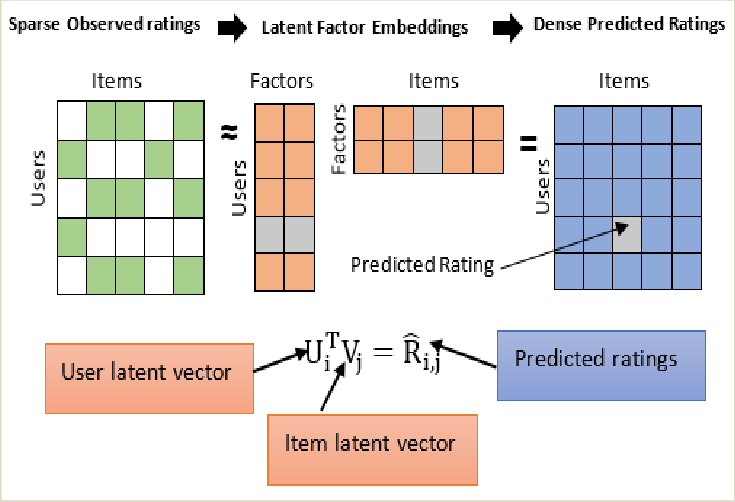 Sparse Observed ratings → Latent Factor Embeddings → Dense Predicted Ratings
Items
Factors
Items
Items
Users
≈
Users
Factors
=
Users
Predicted Rating
User latent vector
U_i^T V_j = R̂_{i,j}
Predicted ratings
Item latent vector